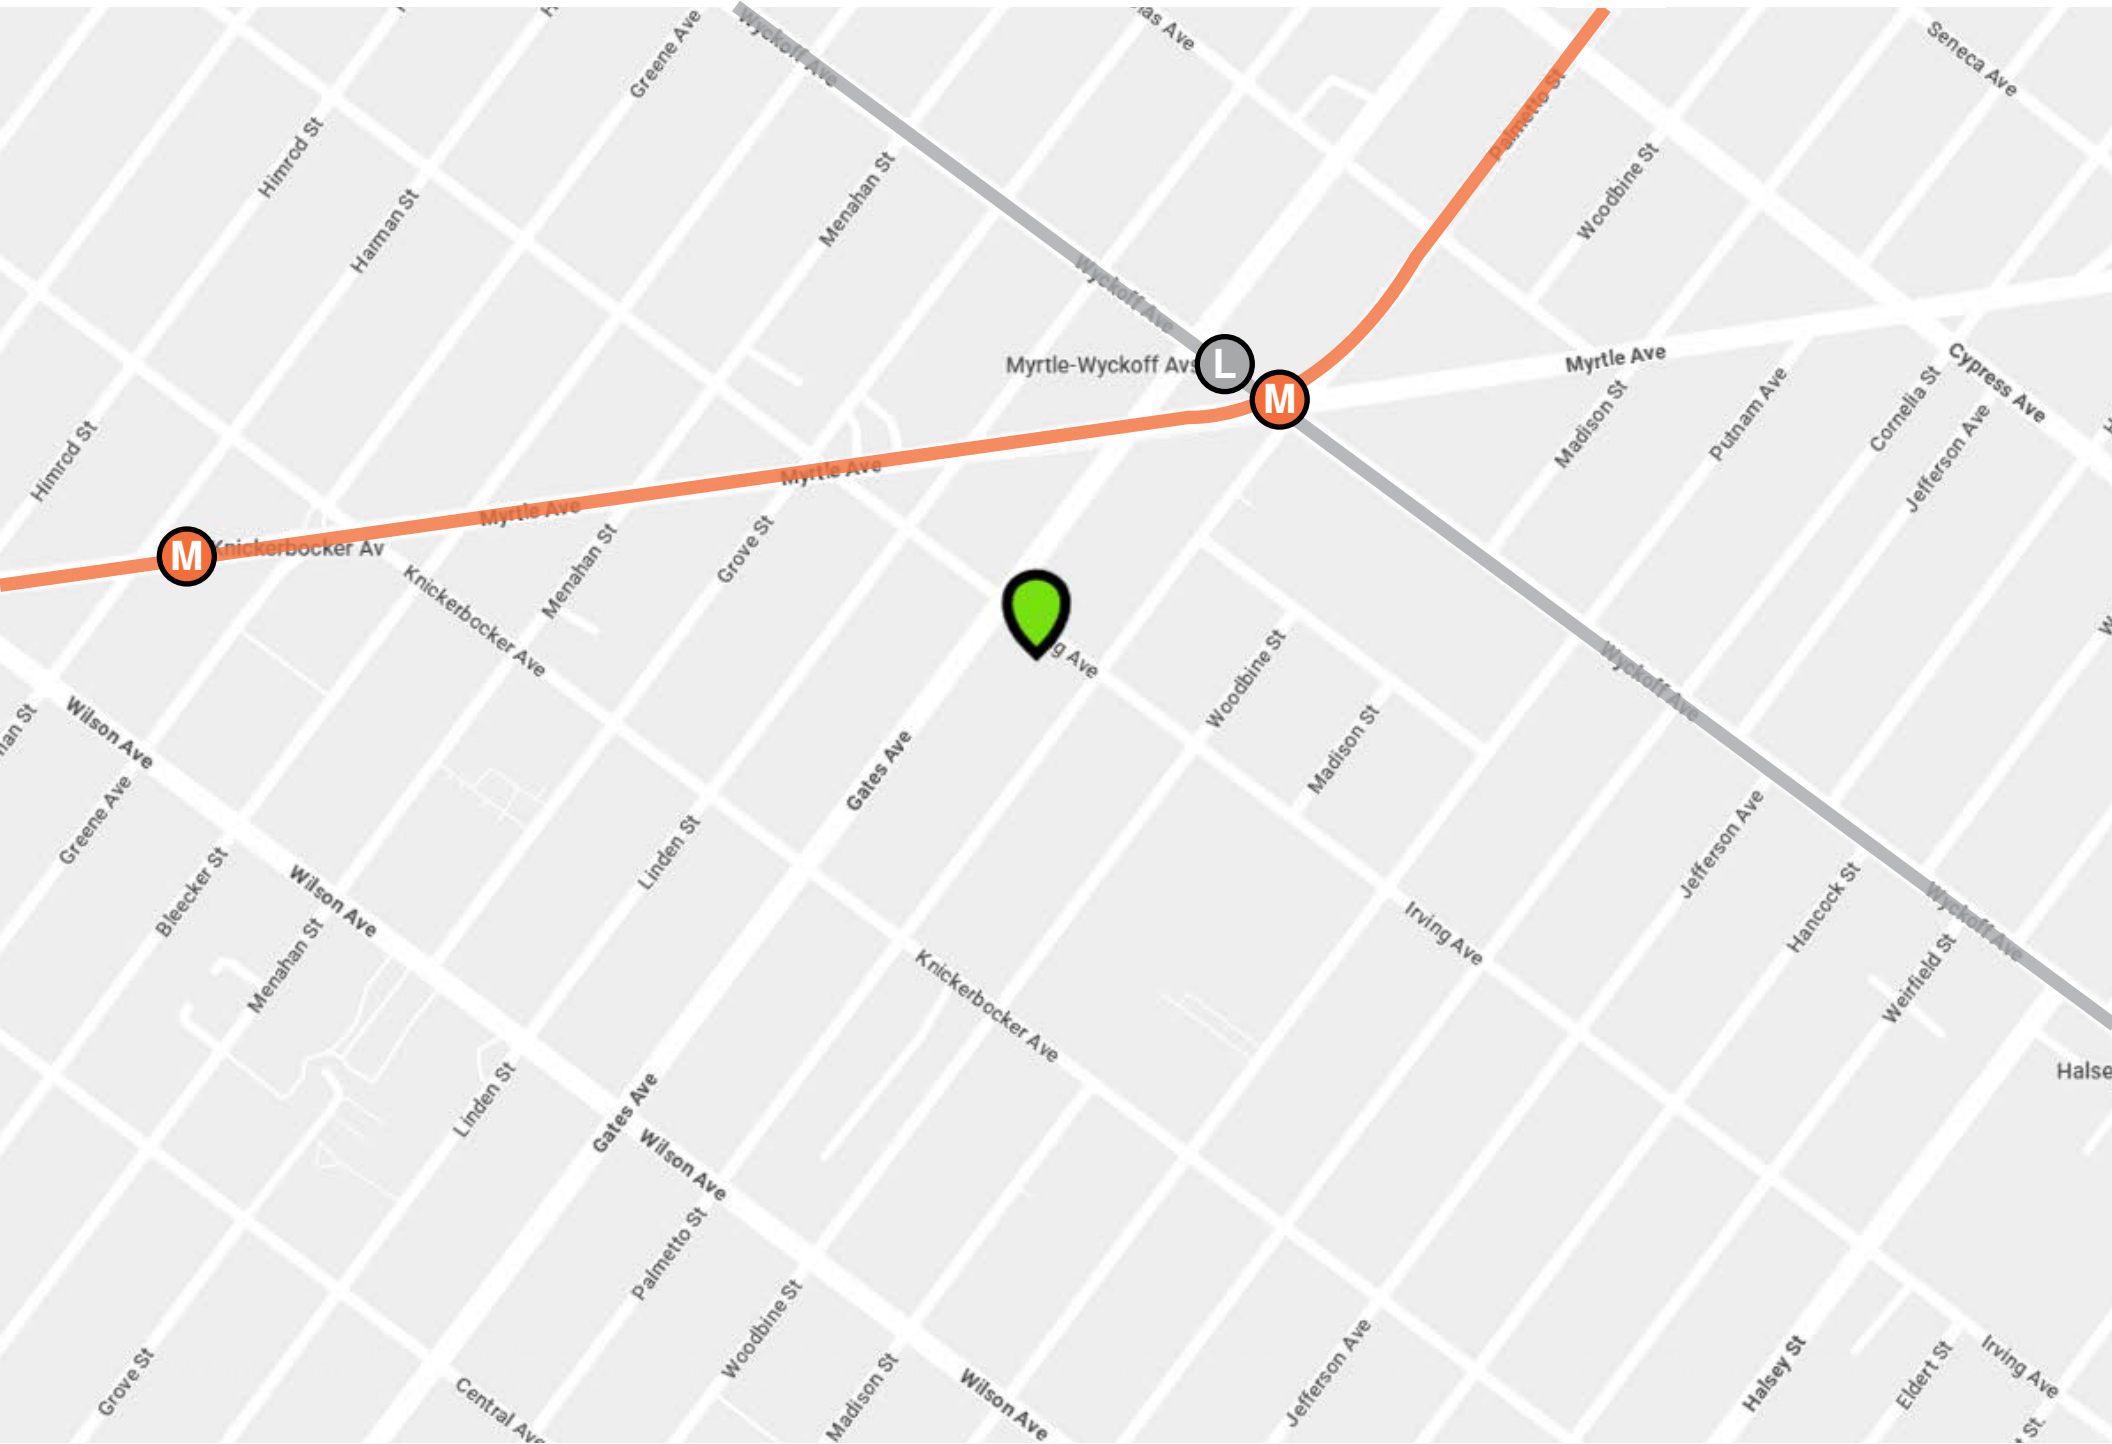 Wyckoff Ave
Greene Ave
Seneca Ave
Palmetto St
Himrod St
Woodbine St
Menahan St
Harman St
Wyckoff Ave
Myrtle-Wyckoff Avs
L
M
Myrtle Ave
Cypress Ave
Madison St
Putnam Ave
Cornelia St
Jefferson Ave
Himrod St
Myrtle Ave
Myrtle Ave
M
Knickerbocker Av
Grove St
Menahan St
Knickerbocker Ave
Ave
Woodbine St
Wyckoff Ave
Wilson Ave
Madison St
Gates Ave
Greene Ave
Linden St
Jefferson Ave
Bleecker St
Wilson Ave
Irving Ave
Hancock St
Wyckoff Ave
Menahan St
Weirfield St
Knickerbocker Ave
Linden St
Gates Ave
Wilson Ave
Palmetto St
Woodbine St
Grove St
Central Ave
Madison St
Wilson Ave
Jefferson Ave
Halsey St
Eldert St
Irving Ave